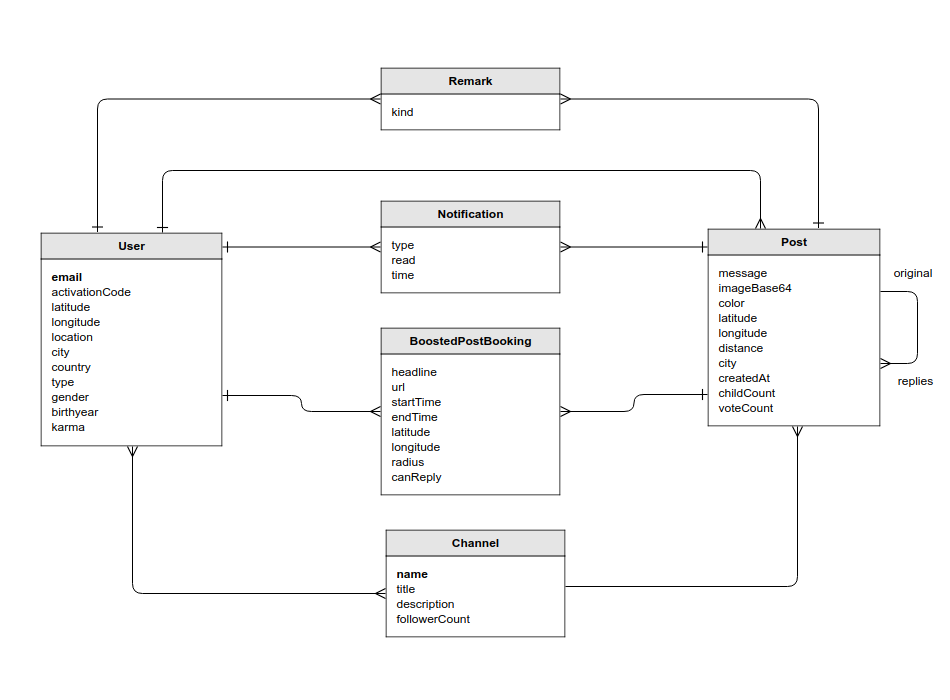 Remark
kind
Notification
type
read
time
User
email
activationCode
latitude
longitude
location
city
country
type
gender
birthyear
karma
Post
message
imageBase64
color
latitude
longitude
distance
city
createdAt
childCount
voteCount
original
replies
BoostedPostBooking
headline
url
startTime
endTime
latitude
longitude
radius
canReply
Channel
name
title
description
followerCount